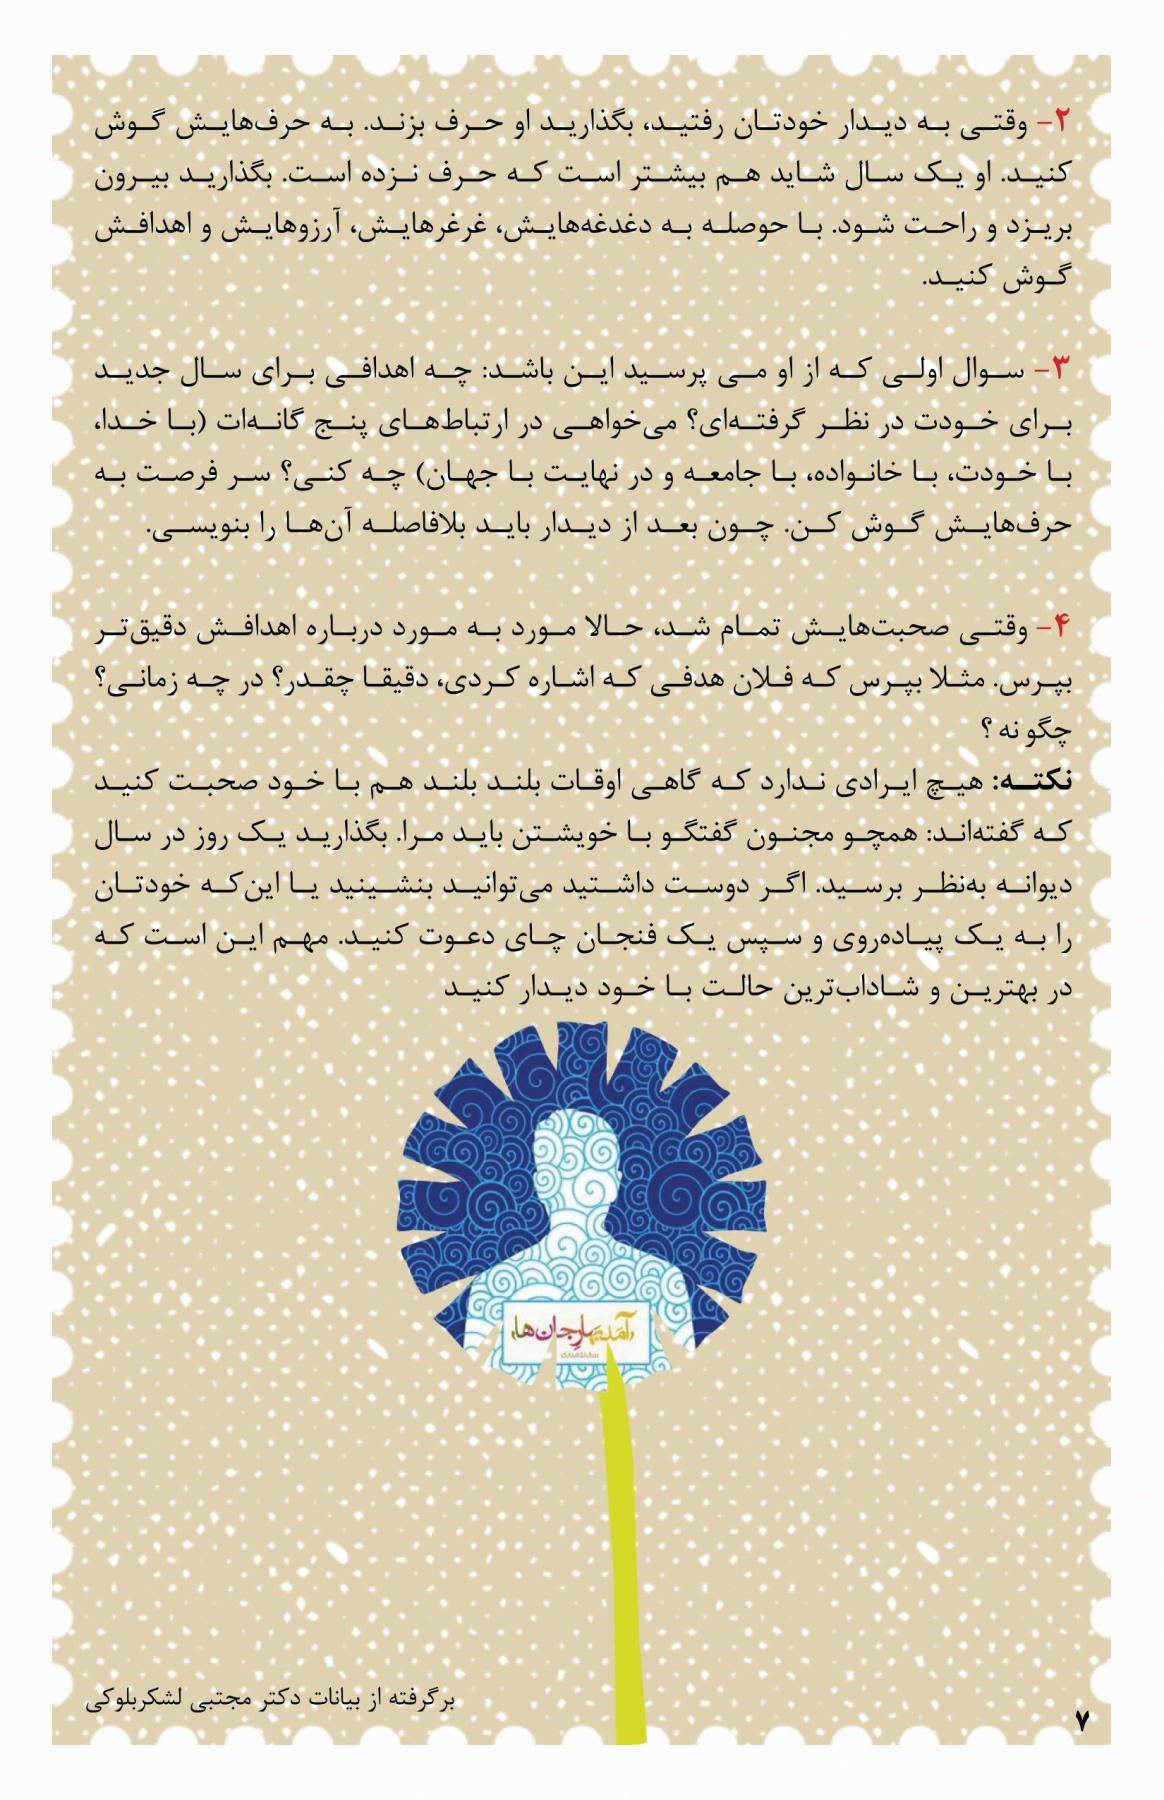 ۲- وقتی به دیدار خودتان رفتید، بگذارید او حرف بزند. به حرف‌هایش گوش
کنید. او یک سال شاید هم بیشتر است که حرف نزده است. بگذارید بیرون
بریزد و راحت شود. با حوصله به دغدغه‌هایش، غرغرهایش، آرزوهایش و اهدافش
گوش کنید.
۳- سوال اولی که از او می پرسید این باشد: چه اهدافی برای سال جدید
برای خودت در نظر گرفته‌ای؟ می‌خواهی در ارتباط‌های پنج گانه‌ات (با خدا،
با خودت، با خانواده، با جامعه و در نهایت با جهان) چه کنی؟ سر فرصت به
حرف‌هایش گوش کن. چون بعد از دیدار باید بلافاصله آن‌ها را بنویسی.
۴- وقتی صحبت‌هایش تمام شد، حالا مورد به مورد درباره اهدافش دقیق‌تر
بپرس. مثلا بپرس که فلان هدفی که اشاره کردی، دقیقا چقدر؟ در چه زمانی؟
چگو نه ؟
نکته: هیچ ایرادی ندارد که گاهی اوقات بلند بلند هم با خود صحبت کنید
که گفته‌اند: همچو مجنون گفتگو با خویشتن باید مرا. بگذارید یک روز در سال
دیوانه به‌نظر برسید. اگر دوست داشتید می‌توانید بنشینید یا این‌که خودتان
را به یک پیاده‌روی و سپس یک فنجان چای دعوت کنید. مهم این است که
در بهترین و شاداب‌ترین حالت با خود دیدار کنید
آمد بهار جان‌ها
برگرفته از بیانات دکتر مجتبی لشکربلوکی
۷